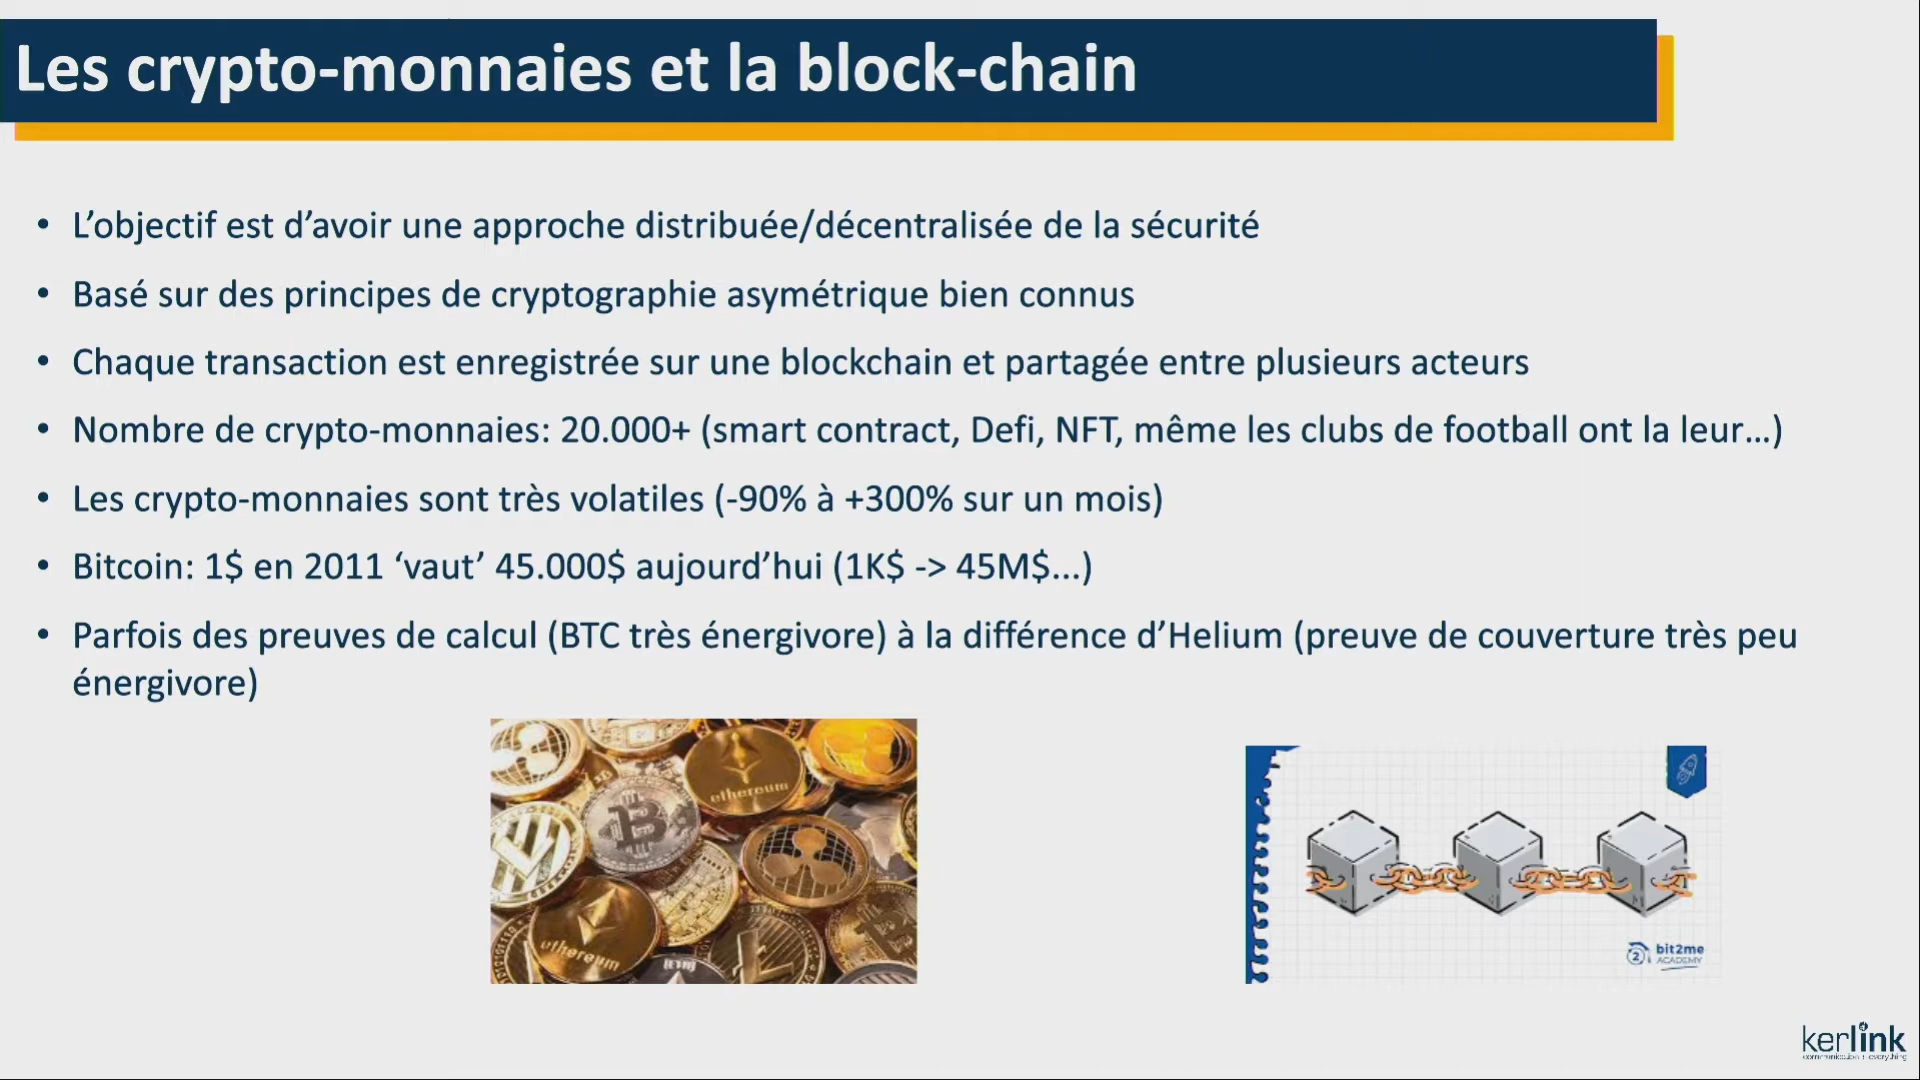 Les crypto-monnaies et la block-chain
• L’objectif est d’avoir une approche distribuée/décentralisée de la sécurité
• Basé sur des principes de cryptographie asymétrique bien connus
• Chaque transaction est enregistrée sur une blockchain et partagée entre plusieurs acteurs
• Nombre de crypto-monnaies: 20.000+ (smart contract, Defi, NFT, même les clubs de football ont la leur…)
• Les crypto-monnaies sont très volatiles (-90% à +300% sur un mois)
• Bitcoin: 1$ en 2011 ‘vaut’ 45.000$ aujourd’hui (1K$ -> 45M$...)
• Parfois des preuves de calcul (BTC très énergivore) à la différence d’Helium (preuve de couverture très peu
énergivore)
ethereum
ethereum
bit2me
ACADEMY
kerlink